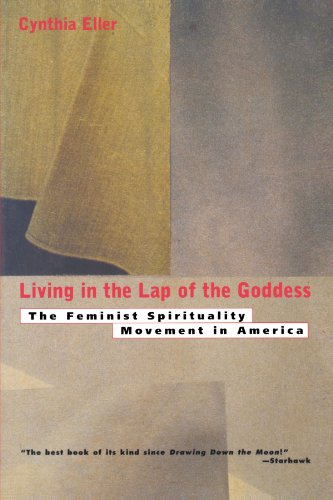 Cynthia Eller
Living in the Lap of the Goddess
The Feminist Spirituality
Movement in America
“The best book of its kind since Drawing Down the Moon!”
—Starhawk